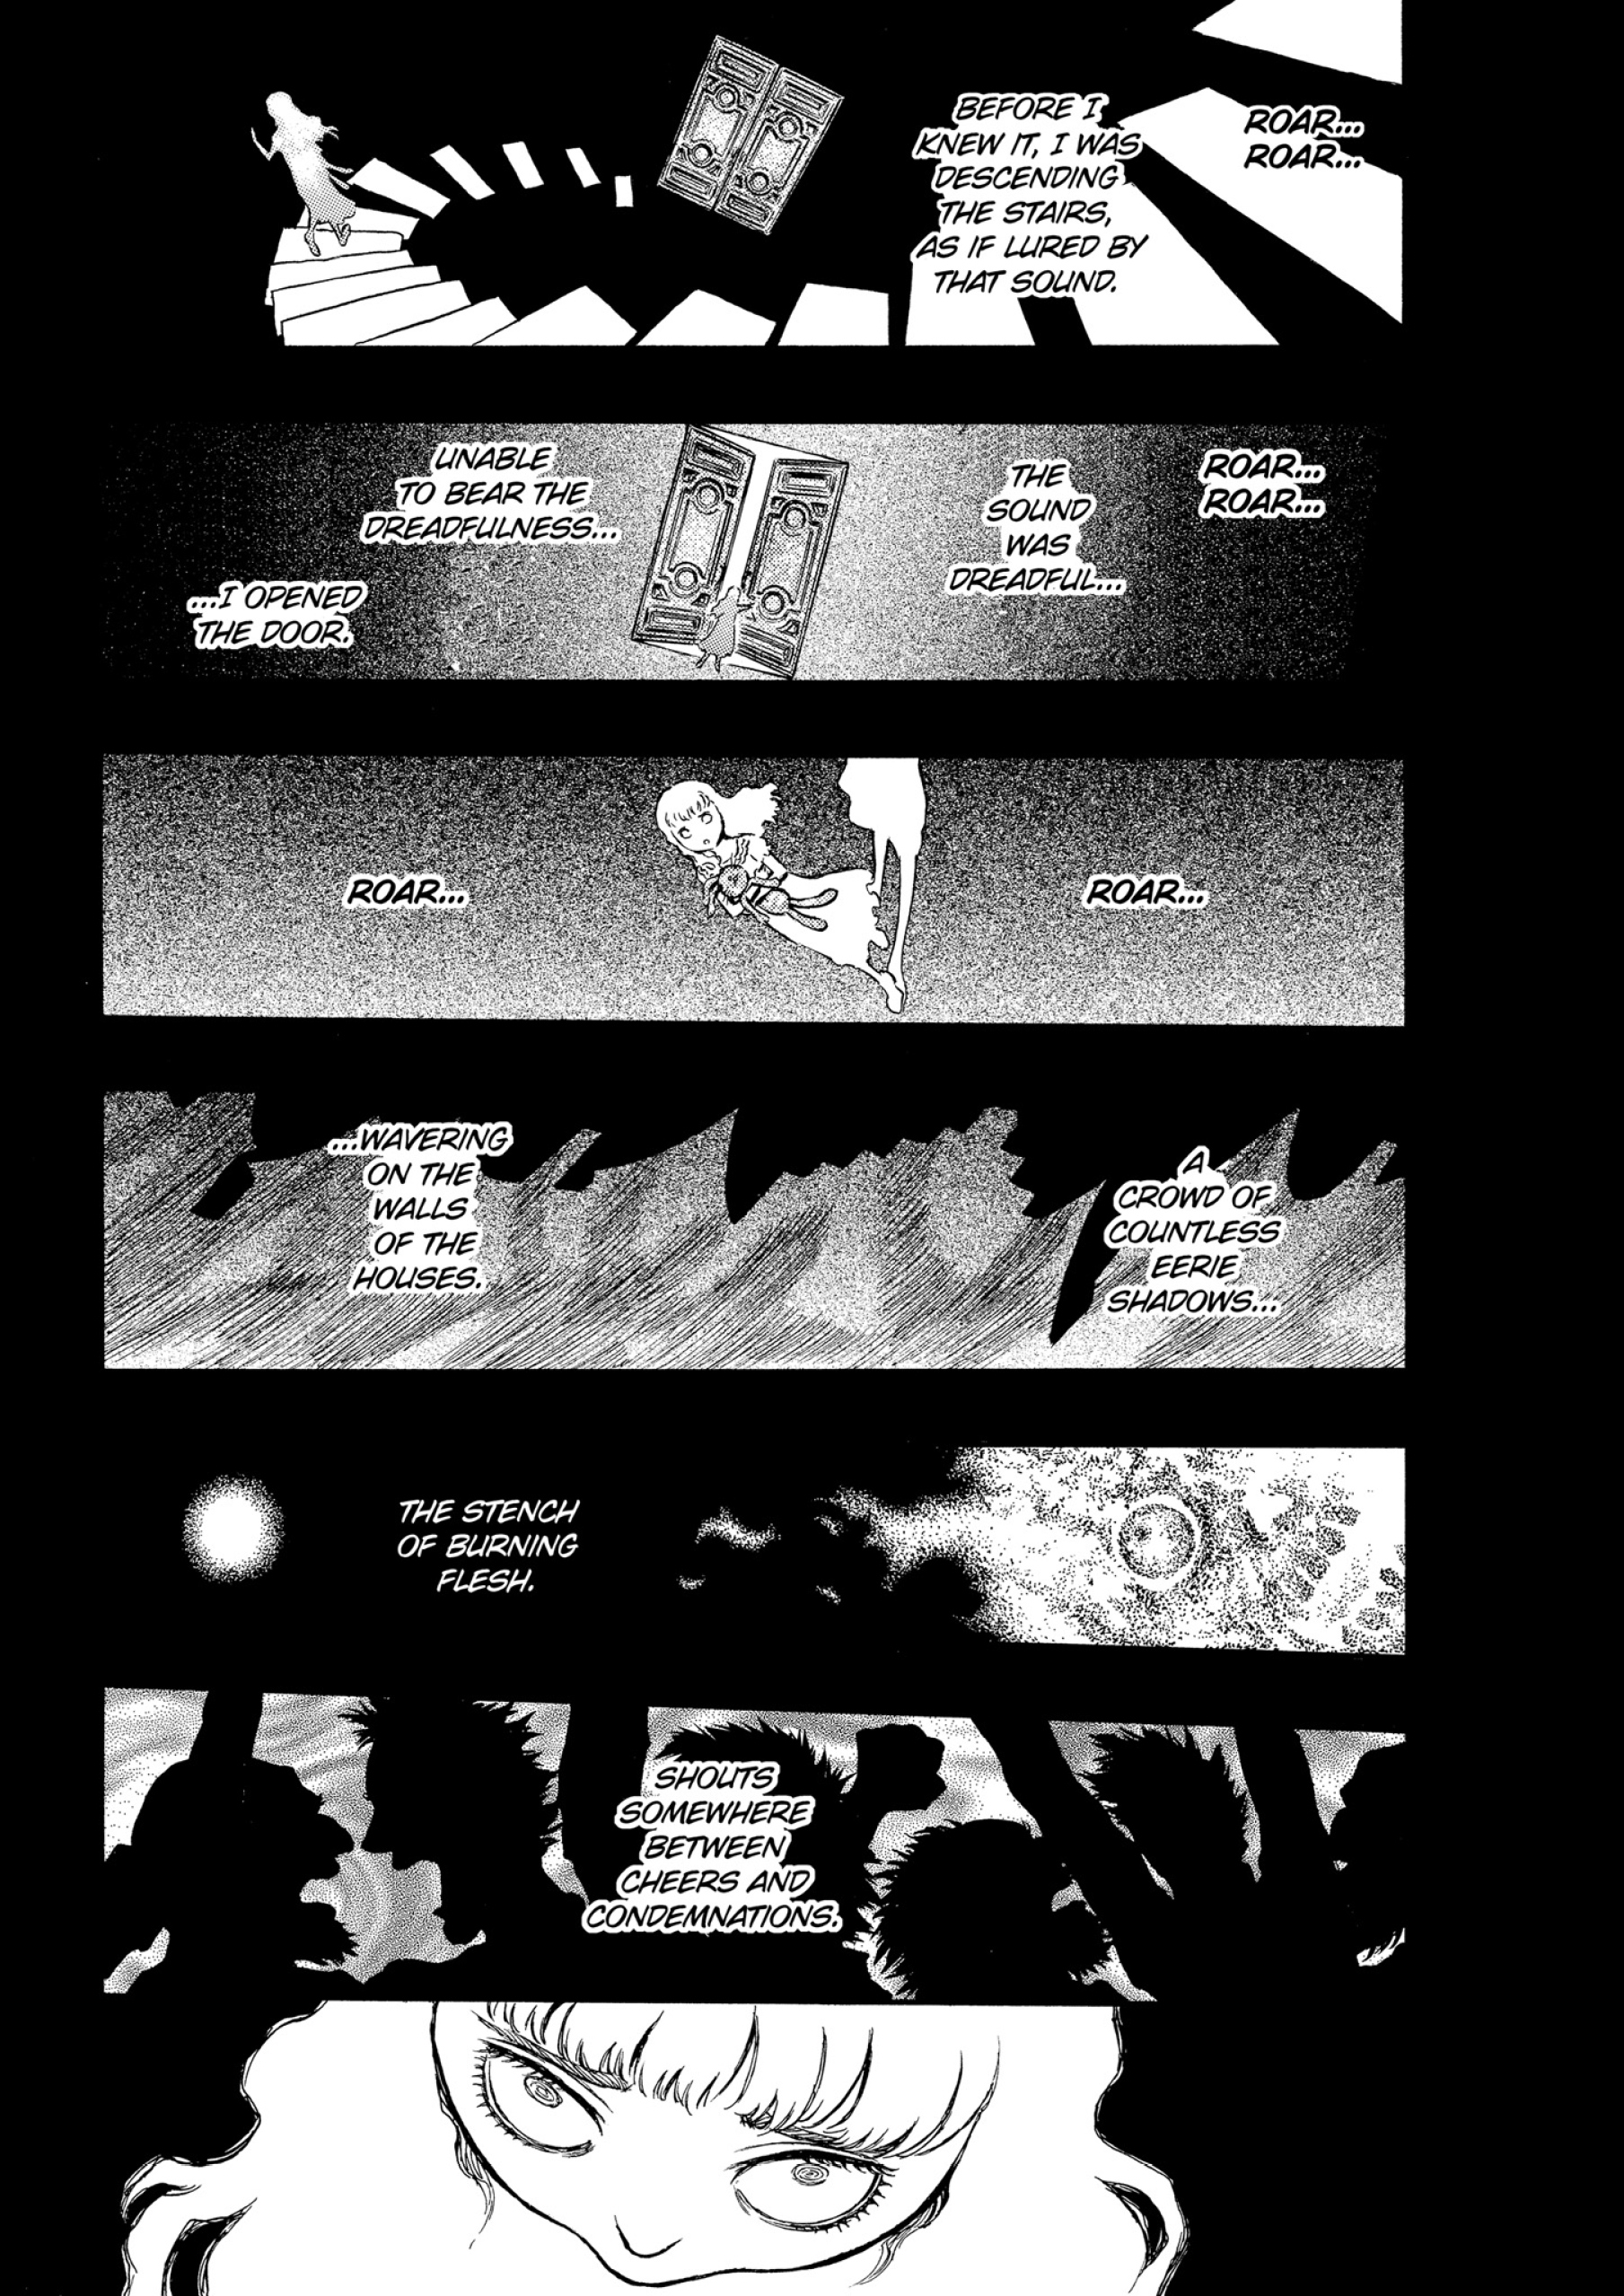 ROAR...
ROAR...
BEFORE I
KNEW IT, I WAS
DESCENDING
THE STAIRS,
AS IF LURED BY
THAT SOUND.
ROAR...
ROAR...
THE
SOUND
WAS
DREADFUL...
UNABLE
TO BEAR THE
DREADFULNESS...
...I OPENED
THE DOOR.
ROAR...
ROAR...
A
CROWD OF
COUNTLESS
EERIE
SHADOWS...
...WAVERING
ON THE
WALLS
OF THE
HOUSES.
THE STENCH
OF BURNING
FLESH.
SHOUTS
SOMEWHERE
BETWEEN
CHEERS AND
CONDEMNATIONS.